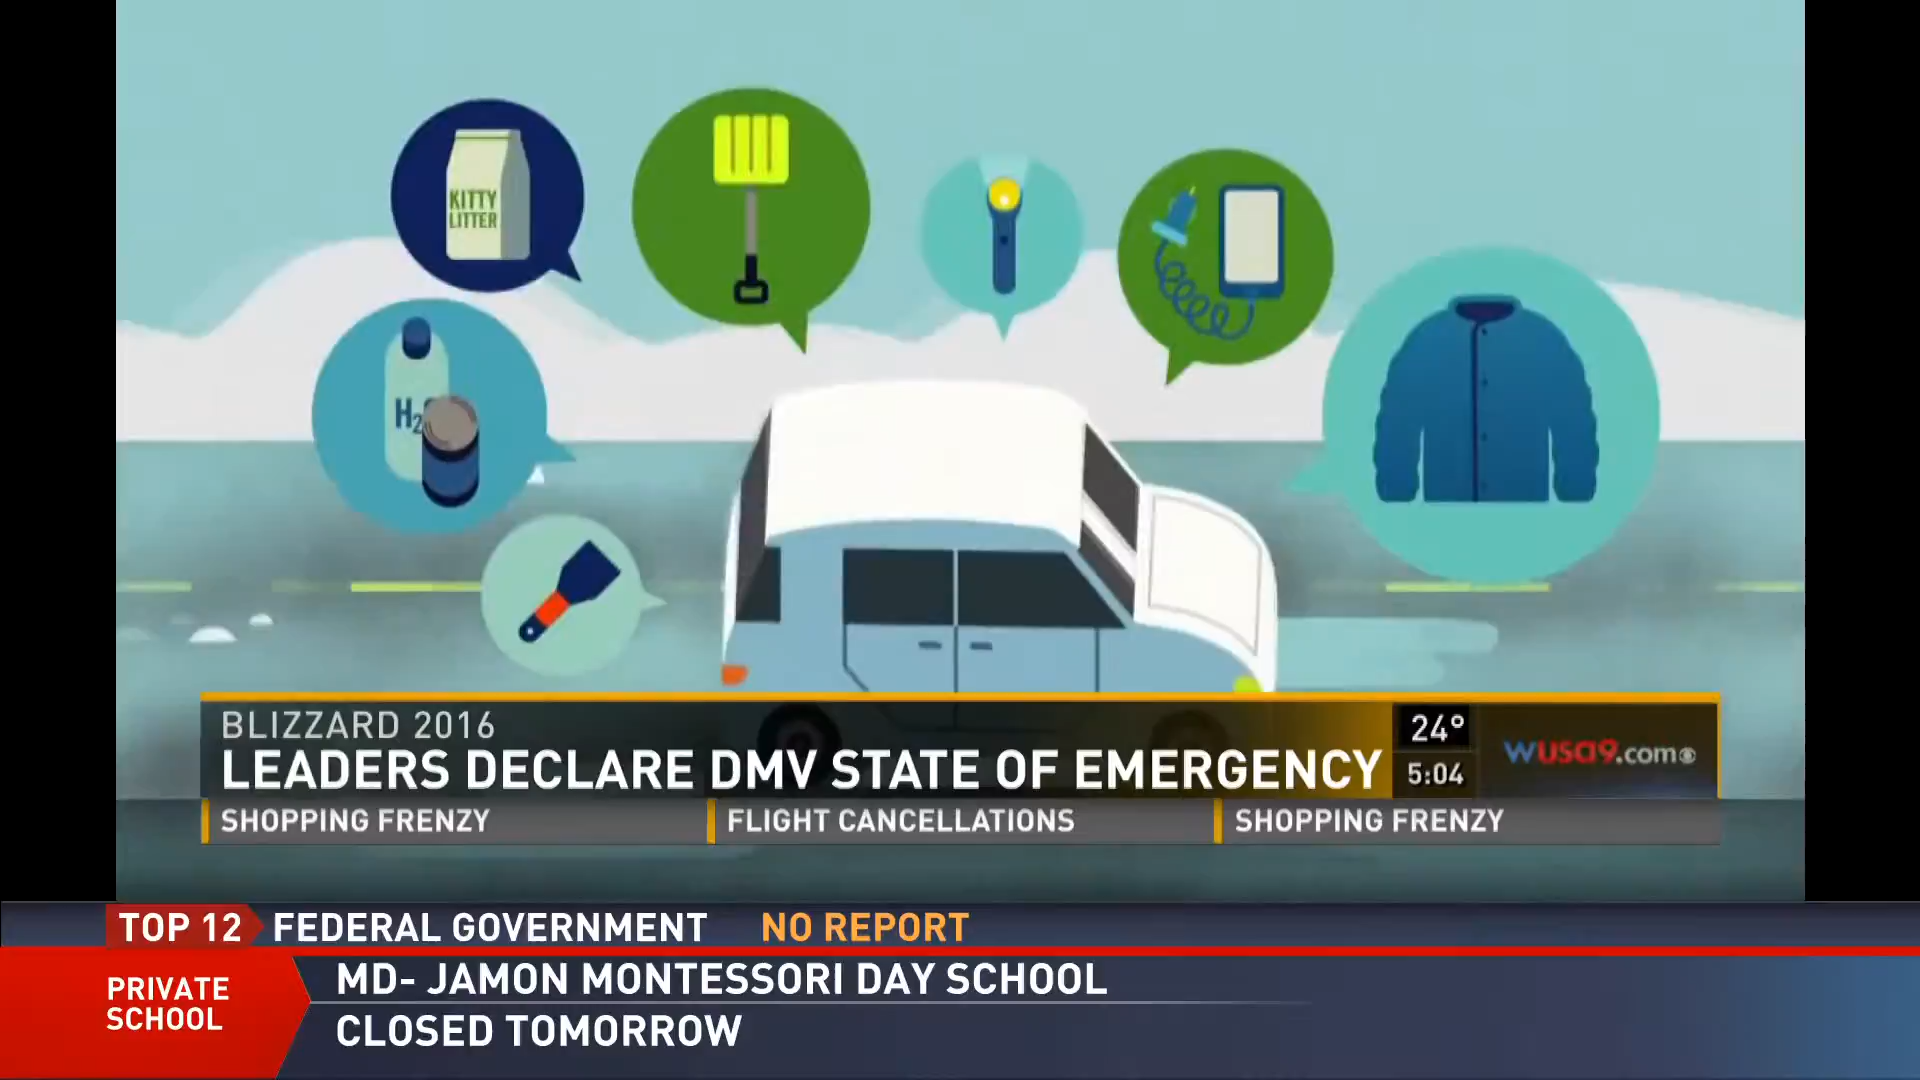 KITTY
LITTER
H₂
BLIZZARD 2016
LEADERS DECLARE DMV STATE OF EMERGENCY
24°
5:04
WUSA9.com
SHOPPING FRENZY
FLIGHT CANCELLATIONS
SHOPPING FRENZY
TOP 12
FEDERAL GOVERNMENT NO REPORT
PRIVATE
SCHOOL
MD- JAMON MONTESSORI DAY SCHOOL
CLOSED TOMORROW